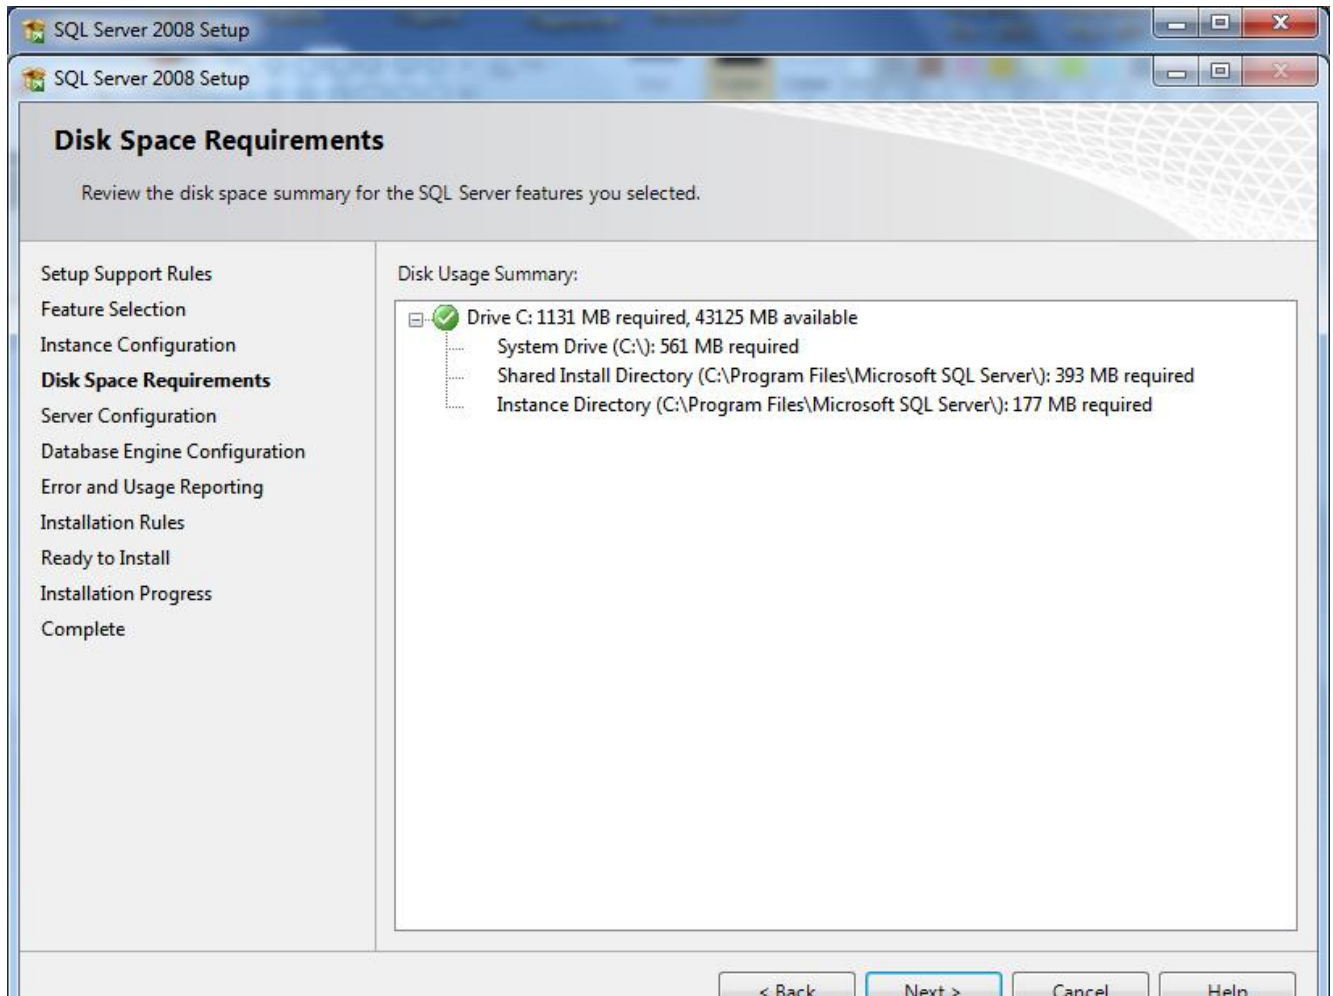 SQL Server 2008 Setup
SQL Server 2008 Setup
Disk Space Requirements
Review the disk space summary for the SQL Server features you selected.
Setup Support Rules
Feature Selection
Instance Configuration
Disk Space Requirements
Server Configuration
Database Engine Configuration
Error and Usage Reporting
Installation Rules
Ready to Install
Installation Progress
Complete
Disk Usage Summary:
Drive C: 1131 MB required, 43125 MB available
System Drive (C:\): 561 MB required
Shared Install Directory (C:\Program Files\Microsoft SQL Server\): 393 MB required
Instance Directory (C:\Program Files\Microsoft SQL Server\): 177 MB required
< Back
Next >
Cancel
Help